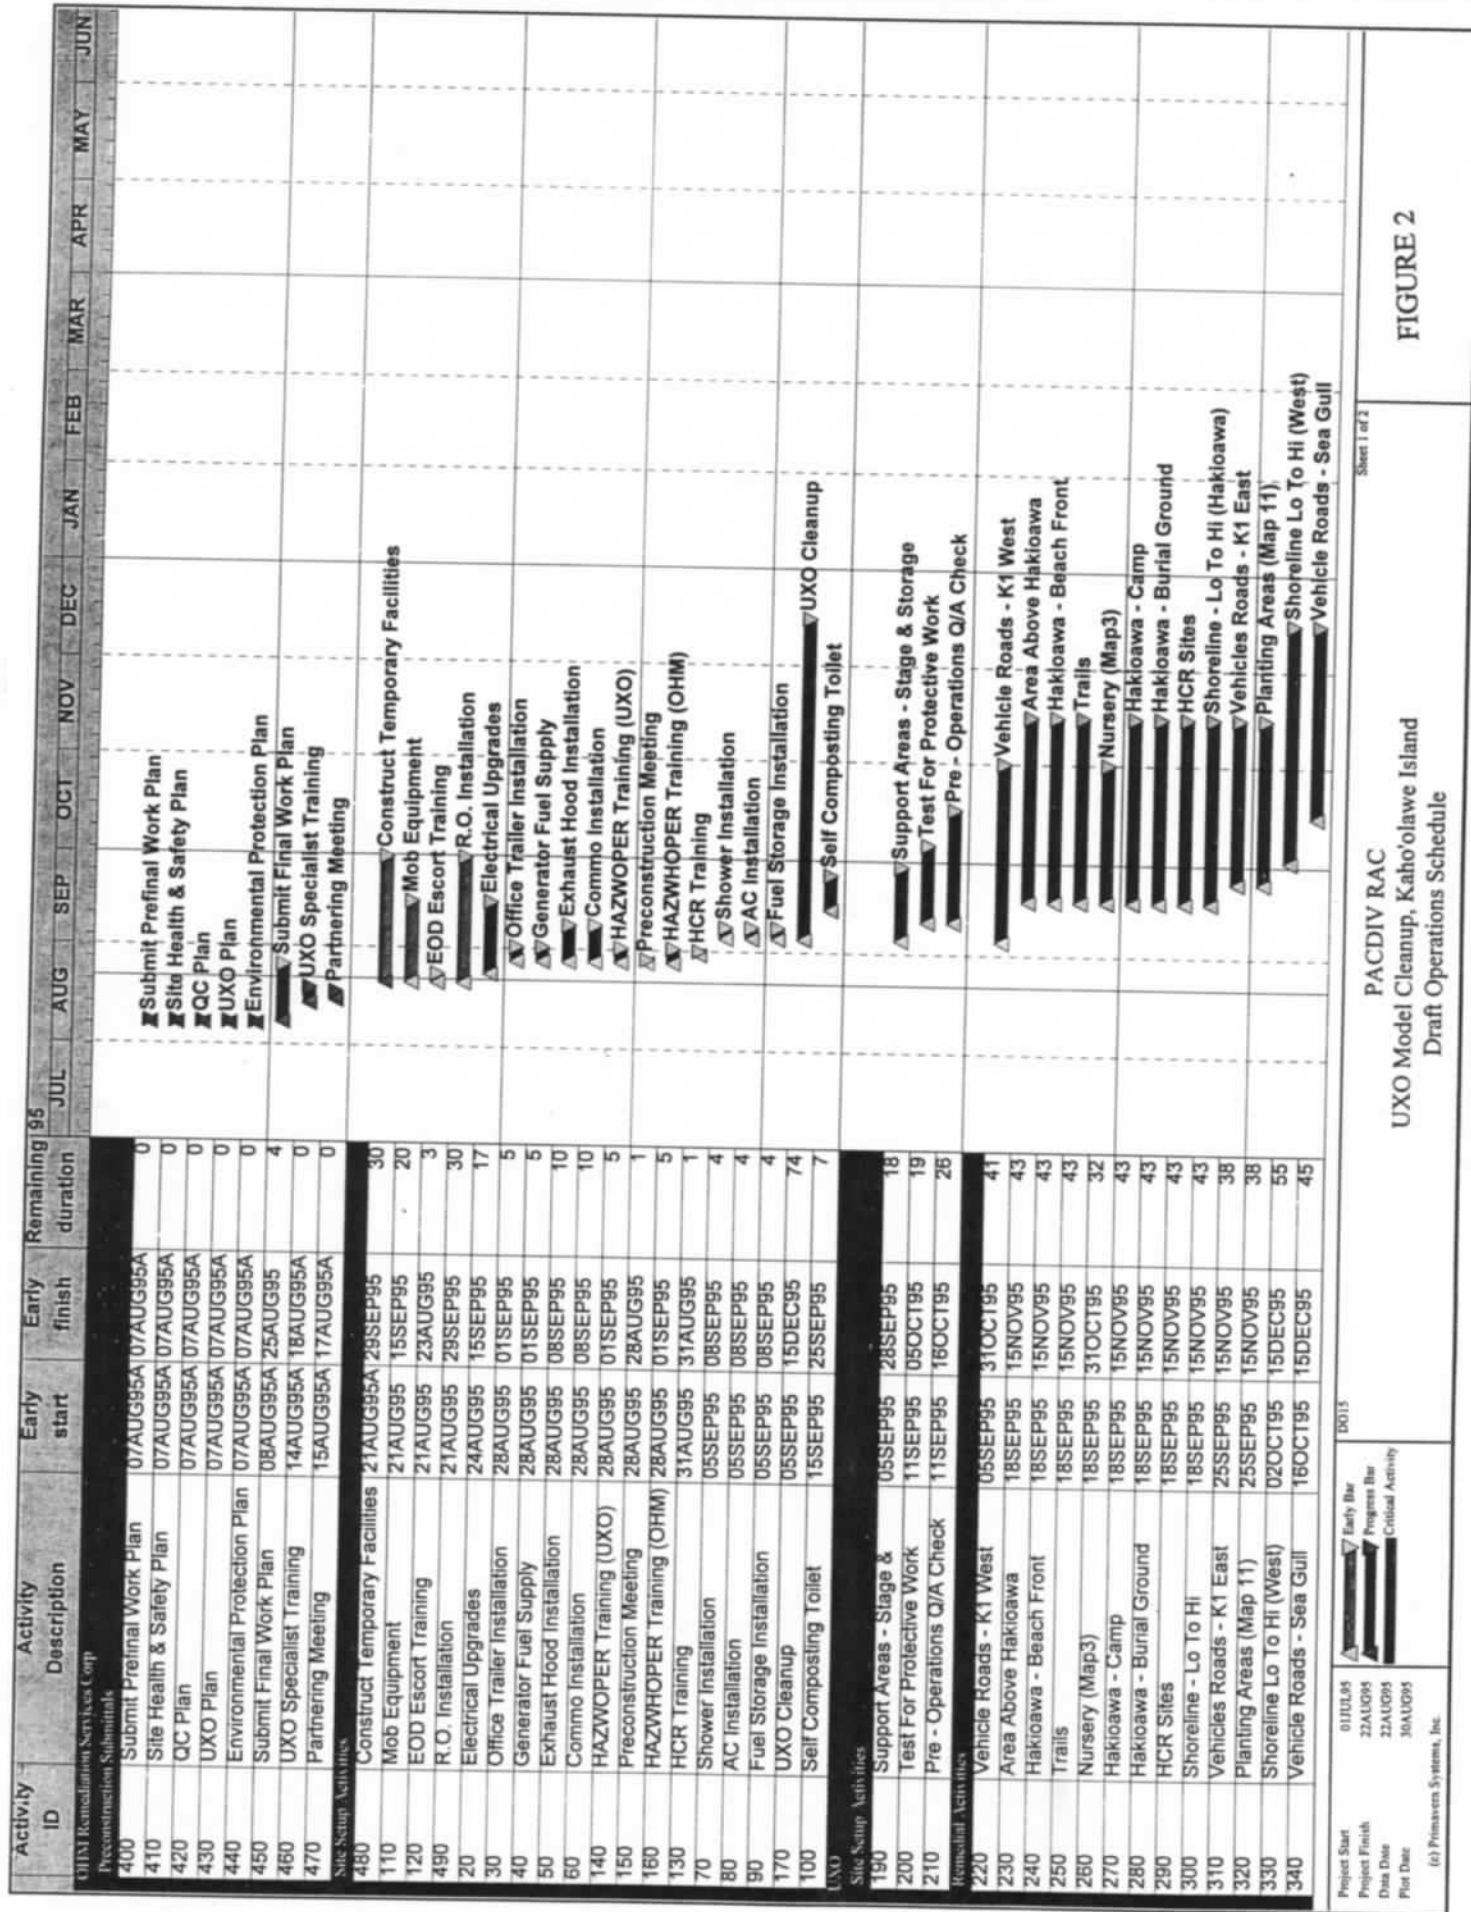 Activity ID Activity Description Early start Early finish Remaining duration 95 JUL AUG SEP OCT NOV DEC JAN FEB MAR APR MAY JUN
OHM Remediation Services Corp
Preconstruction Submittals
400 Submit Prefinal Work Plan 07AUG95A 07AUG95A 0 Submit Prefinal Work Plan
410 Site Health & Safety Plan 07AUG95A 07AUG95A 0 Site Health & Safety Plan
420 QC Plan 07AUG95A 07AUG95A 0 QC Plan
430 UXO Plan 07AUG95A 07AUG95A 0 UXO Plan
440 Environmental Protection Plan 07AUG95A 07AUG95A 0 Environmental Protection Plan
450 Submit Final Work Plan 08AUG95A 25AUG95 4 Submit Final Work Plan
460 UXO Specialist Training 14AUG95A 18AUG95A 0 UXO Specialist Training
470 Partnering Meeting 15AUG95A 17AUG95A 0 Partnering Meeting
Site Setup Activities
480 Construct Temporary Facilities 21AUG95A 29SEP95 30 Construct Temporary Facilities
110 Mob Equipment 21AUG95 15SEP95 20 Mob Equipment
120 EOD Escort Training 21AUG95 23AUG95 3 EOD Escort Training
490 R.O. Installation 21AUG95 29SEP95 30 R.O. Installation
20 Electrical Upgrades 24AUG95 15SEP95 17 Electrical Upgrades
30 Office Trailer Installation 28AUG95 01SEP95 5 Office Trailer Installation
40 Generator Fuel Supply 28AUG95 01SEP95 5 Generator Fuel Supply
50 Exhaust Hood Installation 28AUG95 08SEP95 10 Exhaust Hood Installation
60 Commo Installation 28AUG95 08SEP95 10 Commo Installation
140 HAZWOPER Training (UXO) 28AUG95 01SEP95 5 HAZWOPER Training (UXO)
150 Preconstruction Meeting 28AUG95 28AUG95 1 Preconstruction Meeting
160 HAZWHOPER Training (OHM) 28AUG95 01SEP95 5 HAZWHOPER Training (OHM)
130 HCR Training 31AUG95 31AUG95 1 HCR Training
70 Shower Installation 05SEP95 08SEP95 4 Shower Installation
80 AC Installation 05SEP95 08SEP95 4 AC Installation
90 Fuel Storage Installation 05SEP95 08SEP95 4 Fuel Storage Installation
170 UXO Cleanup 05SEP95 15DEC95 74 UXO Cleanup
100 Self Composting Toilet 15SEP95 25SEP95 7 Self Composting Toilet
UXO
Site Setup Activities
190 Support Areas - Stage & 05SEP95 28SEP95 18 Support Areas - Stage & Storage
200 Test For Protective Work 11SEP95 05OCT95 19 Test For Protective Work
210 Pre - Operations Q/A Check 11SEP95 16OCT95 26 Pre - Operations Q/A Check
Remedial Activities
220 Vehicle Roads - K1 West 05SEP95 31OCT95 41 Vehicle Roads - K1 West
230 Area Above Hakioawa 18SEP95 15NOV95 43 Area Above Hakioawa
240 Hakioawa - Beach Front 18SEP95 15NOV95 43 Hakioawa - Beach Front
250 Trails 18SEP95 15NOV95 43 Trails
260 Nursery (Map3) 18SEP95 31OCT95 32 Nursery (Map3)
270 Hakioawa - Camp 18SEP95 15NOV95 43 Hakioawa - Camp
280 Hakioawa - Burial Ground 18SEP95 15NOV95 43 Hakioawa - Burial Ground
290 HCR Sites 18SEP95 15NOV95 43 HCR Sites
300 Shoreline - Lo To Hi 18SEP95 15NOV95 43 Shoreline - Lo To Hi (Hakioawa)
310 Vehicles Roads - K1 East 25SEP95 15NOV95 38 Vehicles Roads - K1 East
320 Planting Areas (Map 11) 25SEP95 15NOV95 38 Planting Areas (Map 11)
330 Shoreline Lo To Hi (West) 02OCT95 15DEC95 55 Shoreline Lo To Hi (West)
340 Vehicle Roads - Sea Gull 16OCT95 15DEC95 45 Vehicle Roads - Sea Gull
Project Start 01JUL95
Project Finish 22AUG95
Data Date 22AUG95
Plot Date 30AUG95
(c) Primavera Systems, Inc.
Early Bar
Progress Bar
Critical Activity
DO15
Sheet 1 of 2
PACDIV RAC
UXO Model Cleanup, Kaho'olawe Island
Draft Operations Schedule
FIGURE 2